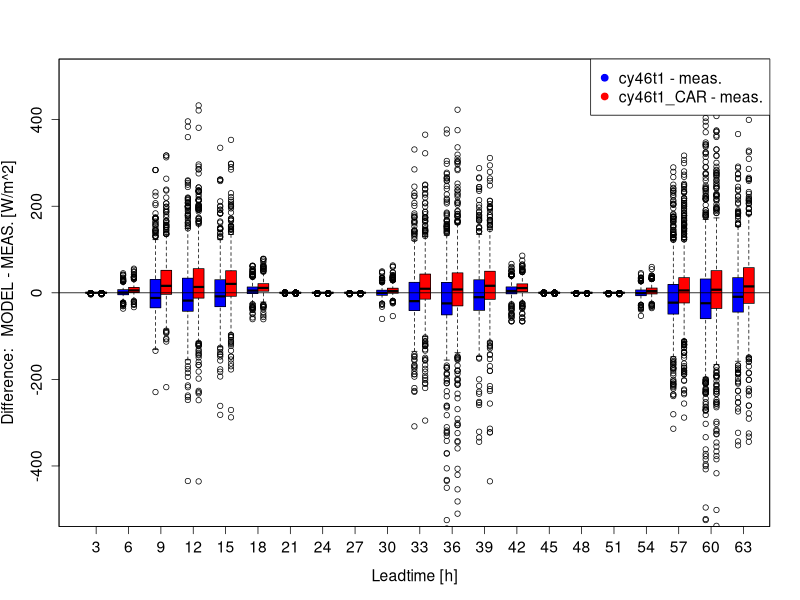 cy46t1 - meas.
cy46t1_CAR - meas.
Difference:   MODEL - MEAS. [W/m^2]
400
200
0
-200
-400
3 6 9 12 15 18 21 24 27 30 33 36 39 42 45 48 51 54 57 60 63
Leadtime [h]